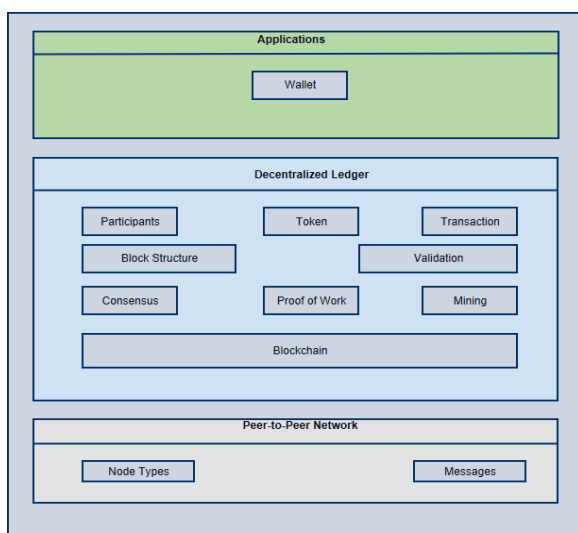 Applications
Wallet
Decentralized Ledger
Participants
Token
Transaction
Block Structure
Validation
Consensus
Proof of Work
Mining
Blockchain
Peer-to-Peer Network
Node Types
Messages